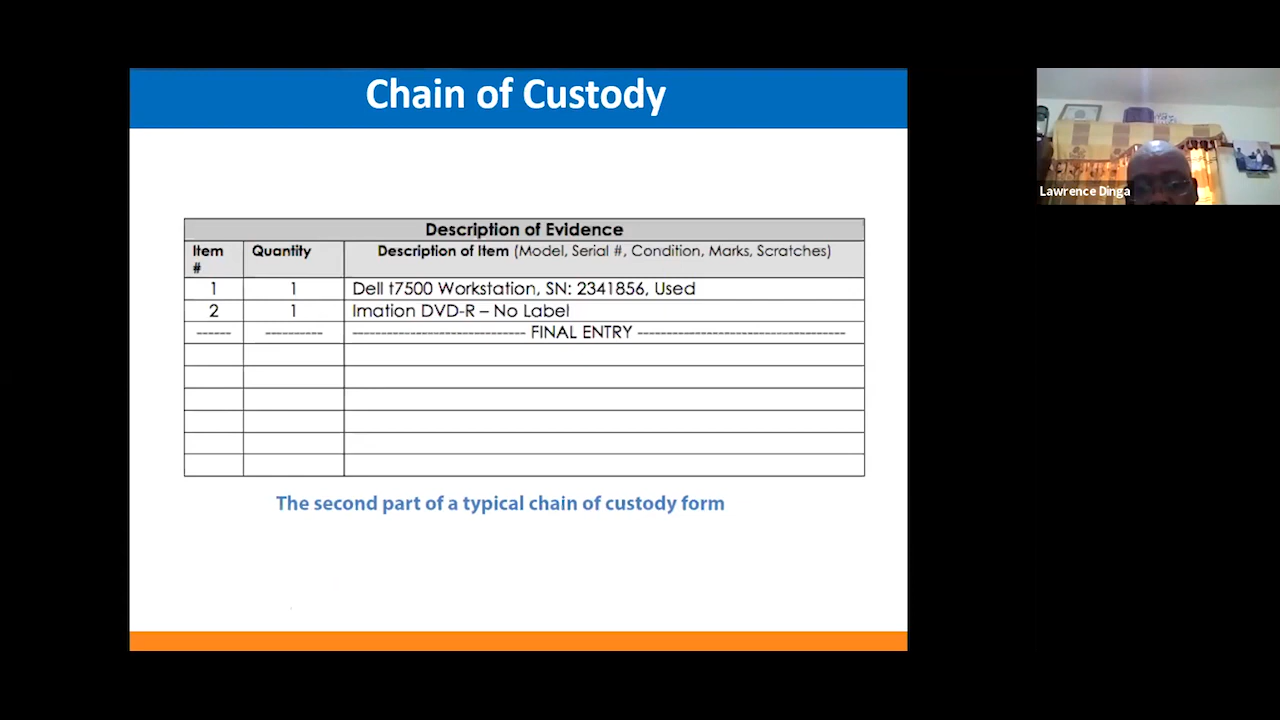 Chain of Custody
Description of Evidence
Item # Quantity Description of Item (Model, Serial #, Condition, Marks, Scratches)
1 1 Dell t7500 Workstation, SN: 2341856, Used
2 1 Imation DVD-R – No Label
------ ---------- ----------------------------- FINAL ENTRY -----------------------------------
The second part of a typical chain of custody form
Lawrence Dinga